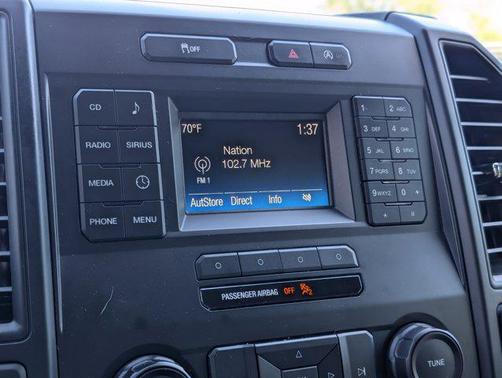 OFF
CD
RADIO SIRIUS
MEDIA
PHONE MENU
70°F 1:37
Nation
102.7 MHz
FM 1
AutStore Direct Info
1 2 ABC
3 DEF 4 GHI
5 JKL 6 MNO
7 PQRS 8 TUV
9 WXYZ 0 +
* #
PASSENGER AIRBAG OFF 2
TUNE